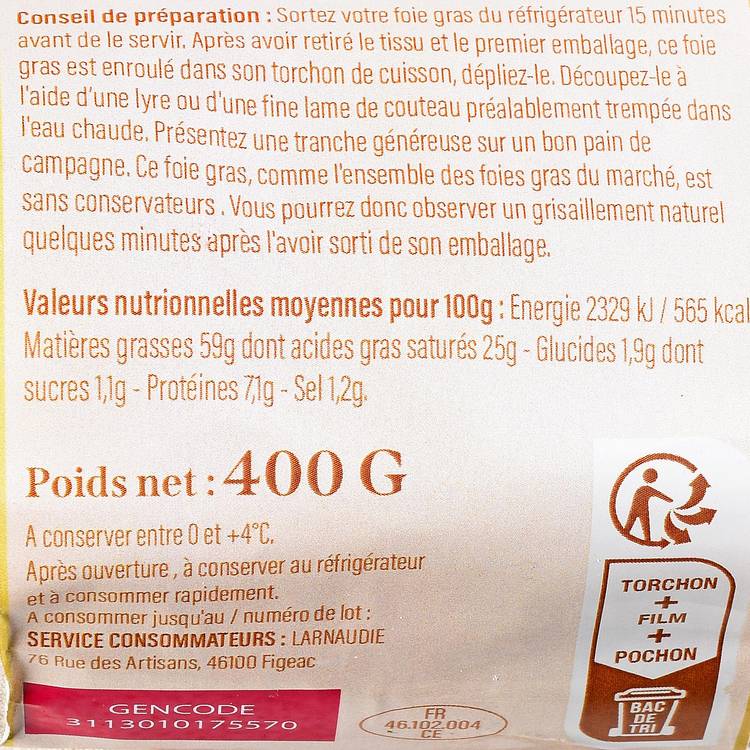 Conseil de préparation : Sortez votre foie gras du réfrigérateur 15 minutes
avant de le servir. Après avoir retiré le tissu et le premier emballage, ce foie
gras est enroulé dans son torchon de cuisson, dépliez-le. Découpez-le à
l'aide d'une lyre ou d'une fine lame de couteau préalablement trempée dans
l'eau chaude. Présentez une tranche généreuse sur un bon pain de
campagne. Ce foie gras, comme l'ensemble des foies gras du marché, est
sans conservateurs . Vous pourrez donc observer un grisaillement naturel
quelques minutes après l'avoir sorti de son emballage.
Valeurs nutrionnelles moyennes pour 100g : Energie 2329 kJ / 565 kcal
Matières grasses 59g dont acides gras saturés 25g - Glucides 1,9g dont
sucres 1,1g - Protéines 7,1g - Sel 1,2g.
Poids net : 400 G
A conserver entre 0 et +4°C.
Après ouverture , à conserver au réfrigérateur
et à consommer rapidement.
A consommer jusqu'au / numéro de lot :
SERVICE CONSOMMATEURS : LARNAUDIE
76 Rue des Artisans, 46100 Figeac
GENCODE
3113010175570
FR
46.102.004
CE
TORCHON
+
FILM
+
POCHON
BAC
DE
TRI